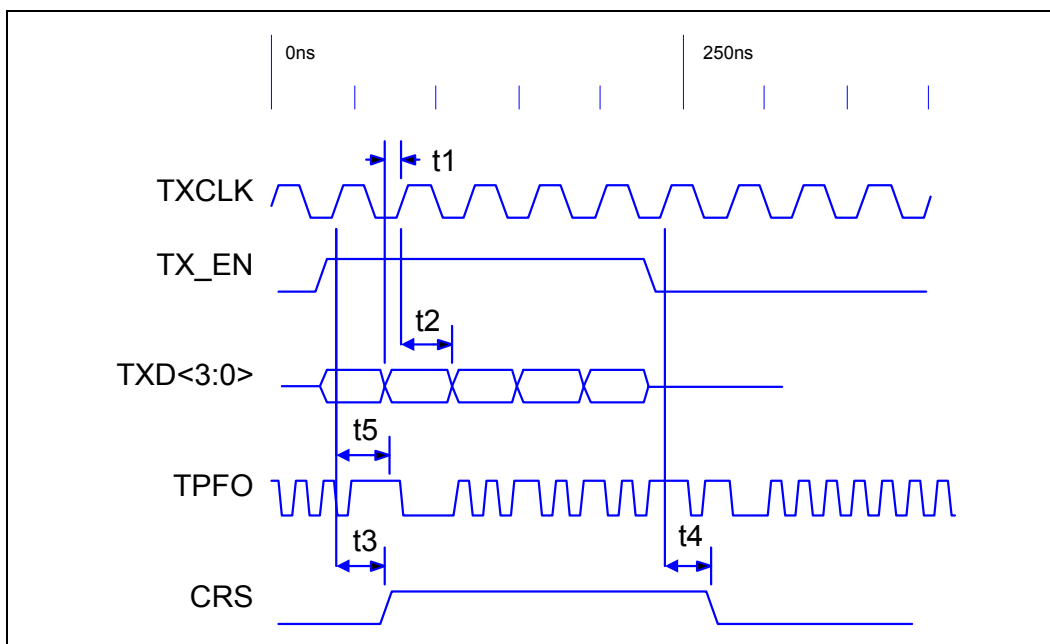 0ns 250ns
t1
TXCLK
TX_EN
t2
TXD<3:0>
t5
TPFO
t3 t4
CRS